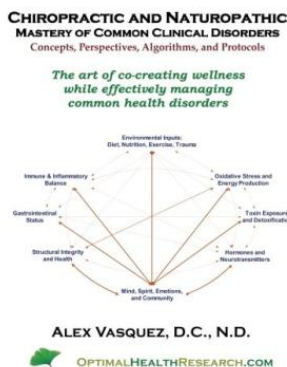 CHIROPRACTIC AND NATUROPATHIC
MASTERY OF COMMON CLINICAL DISORDERS
Concepts, Perspectives, Algorithms, and Protocols
The art of co-creating wellness
while effectively managing
common health disorders
Environmental Inputs:
Diet, Nutrition, Exercise, Trauma
Immune & Inflammatory
Balance
Oxidative Stress and
Energy Production
Gastrointestinal
Status
Toxin Exposure
and Detoxificatio
Structural Integrity
and Health
Hormones and
Neurotransmitters
Mind, Spirit, Emotions,
and Community
ALEX VASQUEZ, D.C., N.D.
OPTIMALHEALTHRESEARCH.COM